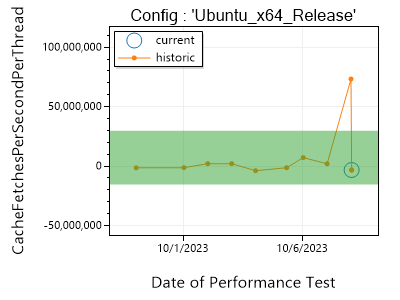 Config : 'Ubuntu_x64_Release'
CacheFetchesPerSecondPerThread
100,000,000
50,000,000
0
-50,000,000
current
historic
10/1/2023
10/6/2023
Date of Performance Test